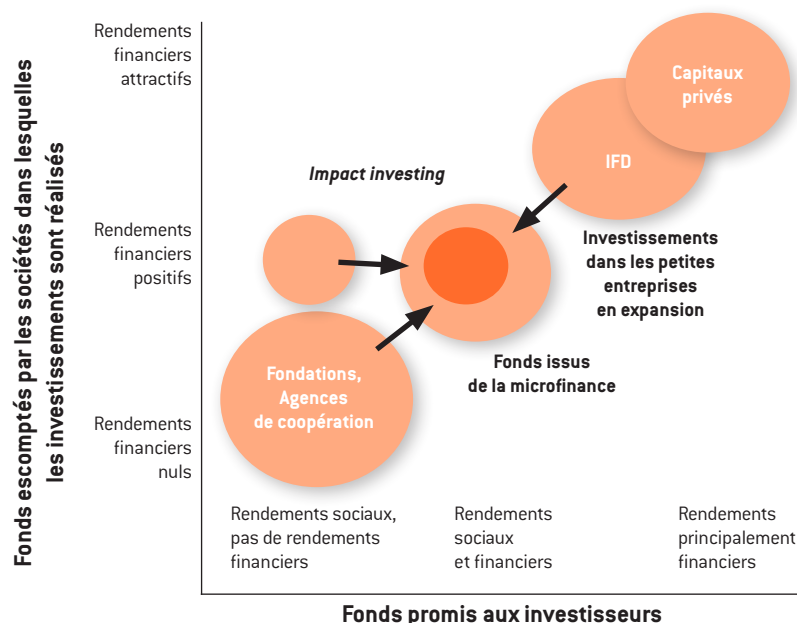 Fonds escomptés par les sociétés dans lesquelles
les investissements sont réalisés
Rendements
financiers
attractifs
Rendements
financiers
positifs
Rendements
financiers
nuls
Capitaux
privés
IFD
Impact investing
Investissements
dans les petites
entreprises
en expansion
Fonds issus
de la microfinance
Fondations,
Agences
de coopération
Rendements sociaux,
pas de rendements
financiers
Rendements
sociaux
et financiers
Rendements
principalement
financiers
Fonds promis aux investisseurs